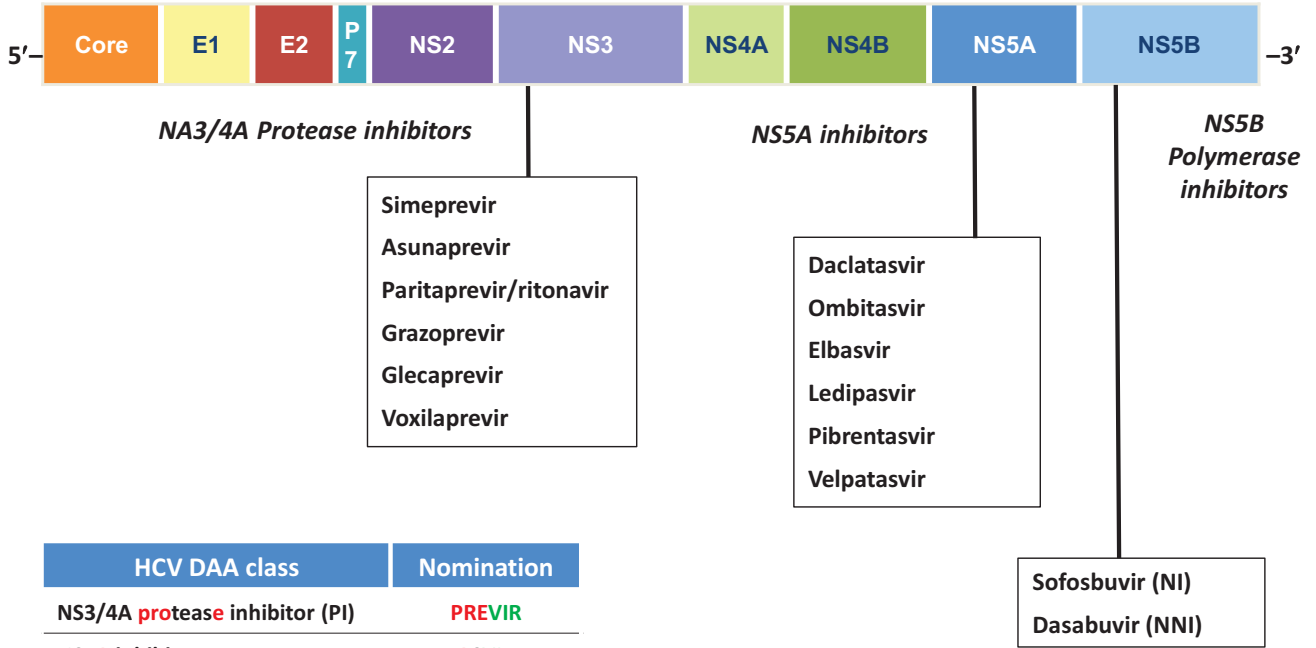 5′– Core E1 E2 P7 NS2 NS3 NS4A NS4B NS5A NS5B –3′
NA3/4A Protease inhibitors
Simeprevir
Asunaprevir
Paritaprevir/ritonavir
Grazoprevir
Glecaprevir
Voxilaprevir
NS5A inhibitors
Daclatasvir
Ombitasvir
Elbasvir
Ledipasvir
Pibrentasvir
Velpatasvir
NS5B
Polymerase
inhibitors
Sofosbuvir (NI)
Dasabuvir (NNI)
HCV DAA class Nomination
NS3/4A protease inhibitor (PI) PREVIR